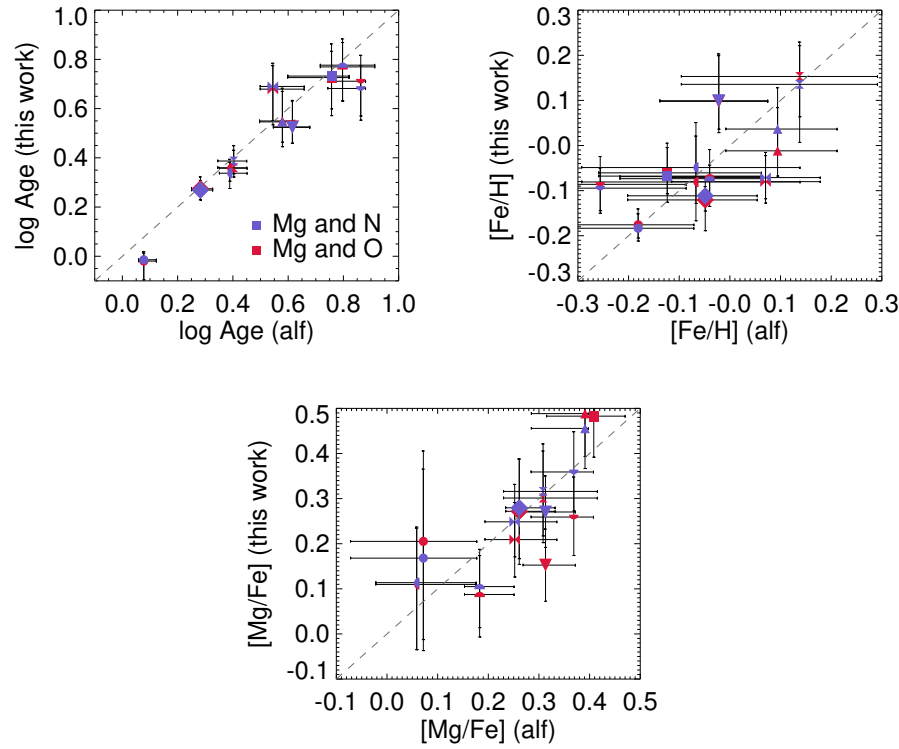 log Age (this work)
1.0
0.8
0.6
0.4
0.2
0.0
Mg and N
Mg and O
0.0 0.2 0.4 0.6 0.8 1.0
log Age (alf)
[Fe/H] (this work)
0.3
0.2
0.1
-0.0
-0.1
-0.2
-0.3
-0.3 -0.2 -0.1 -0.0 0.1 0.2 0.3
[Fe/H] (alf)
[Mg/Fe] (this work)
0.5
0.4
0.3
0.2
0.1
0.0
-0.1
-0.1 0.0 0.1 0.2 0.3 0.4 0.5
[Mg/Fe] (alf)